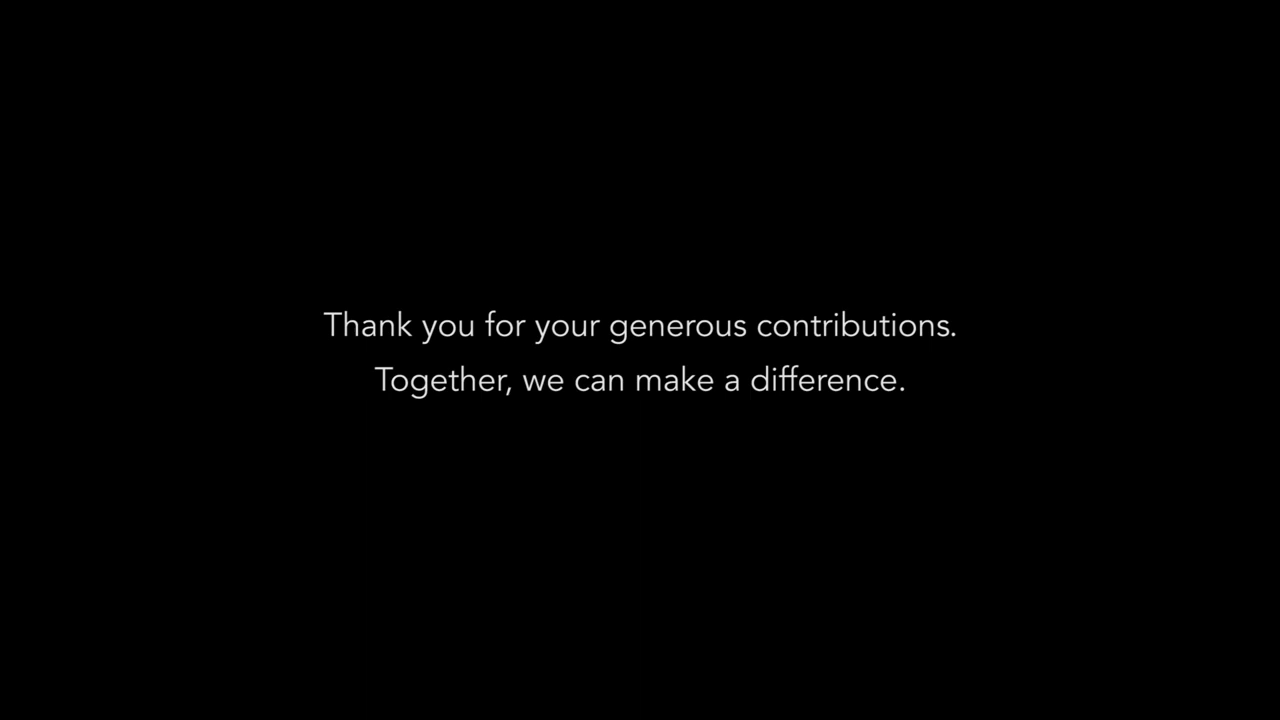 Thank you for your generous contributions.
Together, we can make a difference.